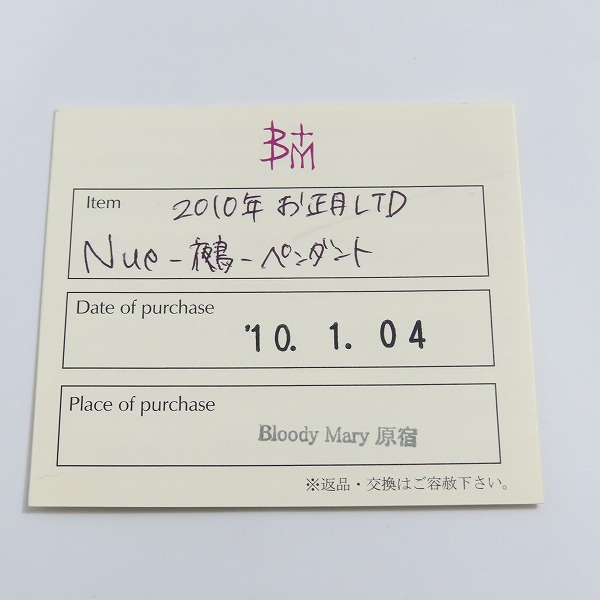 B+M
Item 2010年 お正月LTD
Nue-鵺-ペンダント
Date of purchase
'10. 1. 04
Place of purchase
Bloody Mary 原宿
※返品・交換はご容赦下さい。